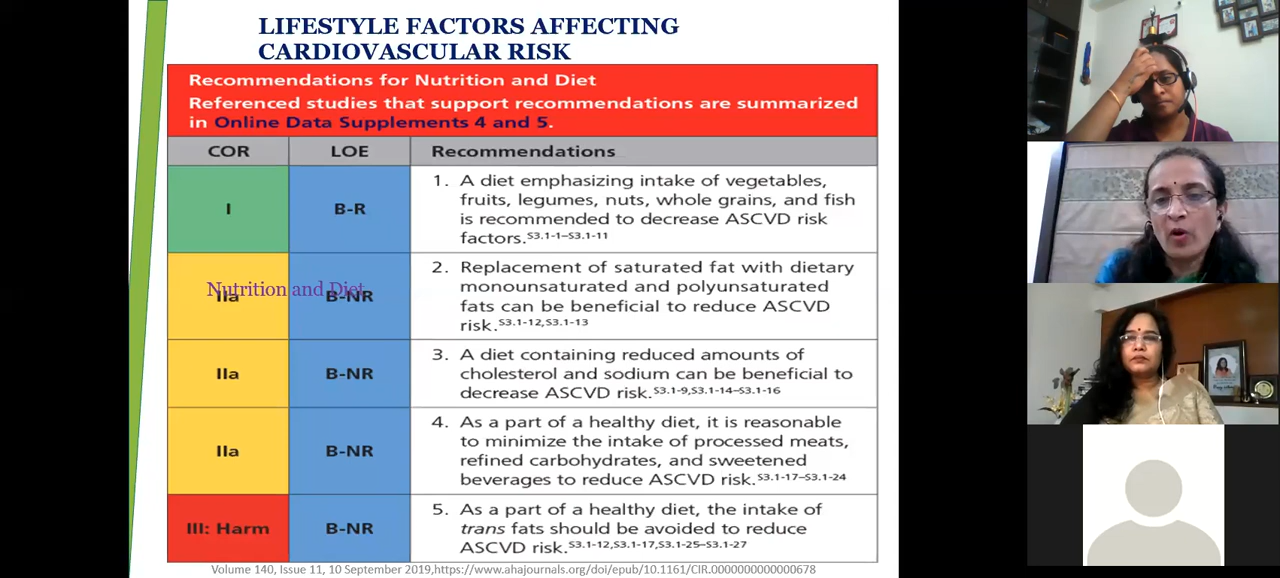 LIFESTYLE FACTORS AFFECTING
CARDIOVASCULAR RISK
Recommendations for Nutrition and Diet
Referenced studies that support recommendations are summarized
in Online Data Supplements 4 and 5.
COR LOE Recommendations
I B-R
1. A diet emphasizing intake of vegetables,
fruits, legumes, nuts, whole grains, and fish
is recommended to decrease ASCVD risk
factors.S3.1-1–S3.1-11
Nutrition and Diet
IIa B-NR
2. Replacement of saturated fat with dietary
monounsaturated and polyunsaturated
fats can be beneficial to reduce ASCVD
risk.S3.1-12,S3.1-13
IIa B-NR
3. A diet containing reduced amounts of
cholesterol and sodium can be beneficial to
decrease ASCVD risk.S3.1-9,S3.1-14–S3.1-16
IIa B-NR
4. As a part of a healthy diet, it is reasonable
to minimize the intake of processed meats,
refined carbohydrates, and sweetened
beverages to reduce ASCVD risk.S3.1-17–S3.1-24
III: Harm B-NR
5. As a part of a healthy diet, the intake of
trans fats should be avoided to reduce
ASCVD risk.S3.1-12,S3.1-17,S3.1-25–S3.1-27
Volume 140, Issue 11, 10 September 2019,https://www.ahajournals.org/doi/epub/10.1161/CIR.0000000000000678